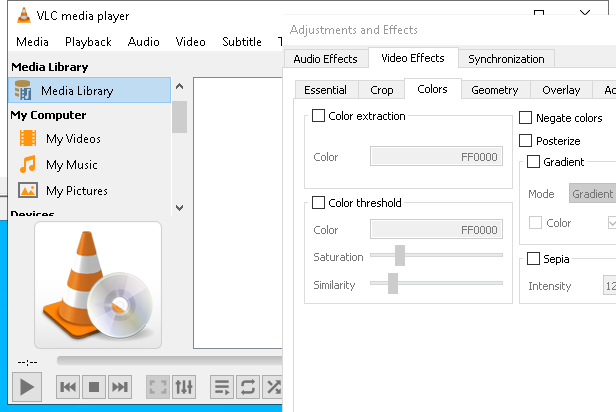 VLC media player
Media Playback Audio Video Subtitle
Media Library
Media Library
My Computer
My Videos
My Music
My Pictures
Devices
--:--
Adjustments and Effects
Audio Effects Video Effects Synchronization
Essential Crop Colors Geometry Overlay
Color extraction
Color FF0000
Color threshold
Color FF0000
Saturation
Similarity
Negate colors
Posterize
Gradient
Mode Gradient
Color
Sepia
Intensity 12